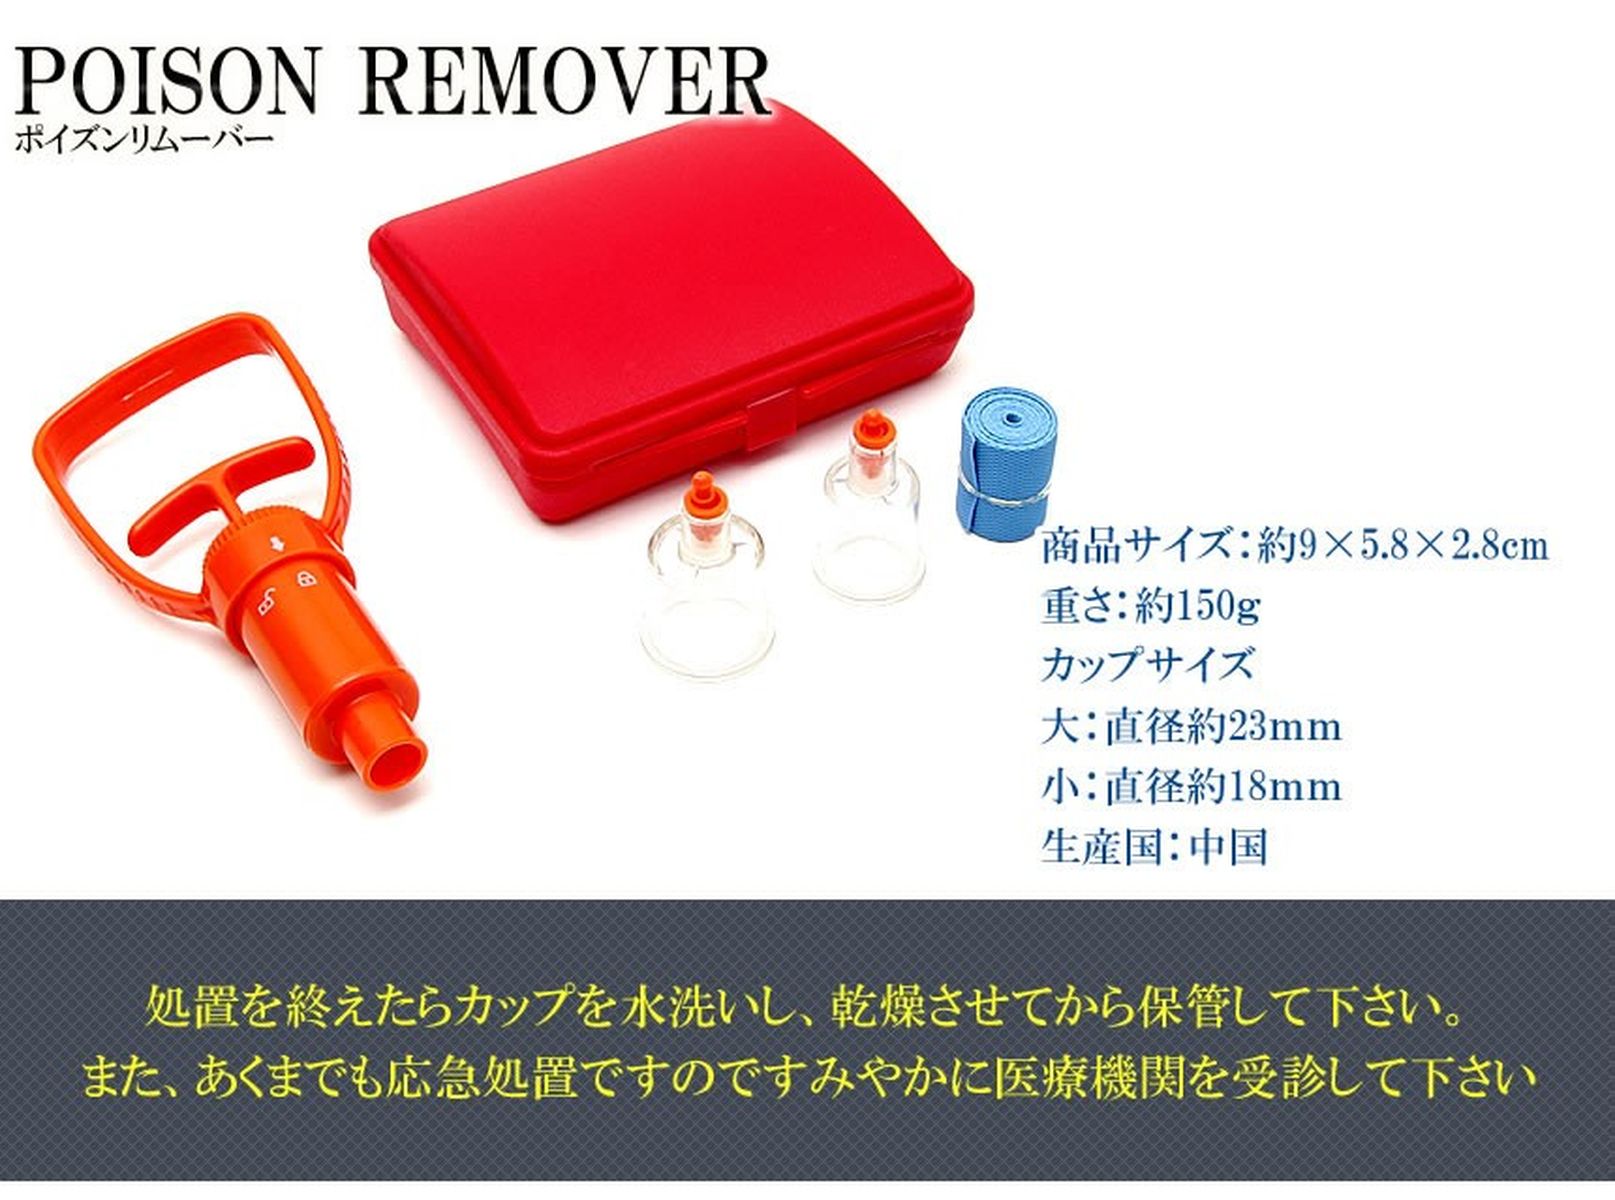 POISON REMOVER
ポイズンリムーバー
商品サイズ：約9×5.8×2.8cm
重さ：約150g
カップサイズ
大：直径約23mm
小：直径約18mm
生産国：中国
処置を終えたらカップを水洗いし、乾燥させてから保管して下さい。
また、あくまでも応急処置ですのですみやかに医療機関を受診して下さい